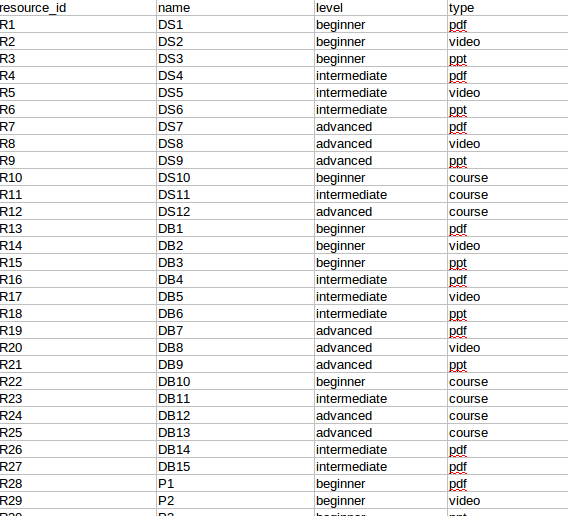 resource_id name level type
R1 DS1 beginner pdf
R2 DS2 beginner video
R3 DS3 beginner ppt
R4 DS4 intermediate pdf
R5 DS5 intermediate video
R6 DS6 intermediate ppt
R7 DS7 advanced pdf
R8 DS8 advanced video
R9 DS9 advanced ppt
R10 DS10 beginner course
R11 DS11 intermediate course
R12 DS12 advanced course
R13 DB1 beginner pdf
R14 DB2 beginner video
R15 DB3 beginner ppt
R16 DB4 intermediate pdf
R17 DB5 intermediate video
R18 DB6 intermediate ppt
R19 DB7 advanced pdf
R20 DB8 advanced video
R21 DB9 advanced ppt
R22 DB10 beginner course
R23 DB11 intermediate course
R24 DB12 advanced course
R25 DB13 advanced course
R26 DB14 intermediate pdf
R27 DB15 intermediate pdf
R28 P1 beginner pdf
R29 P2 beginner video